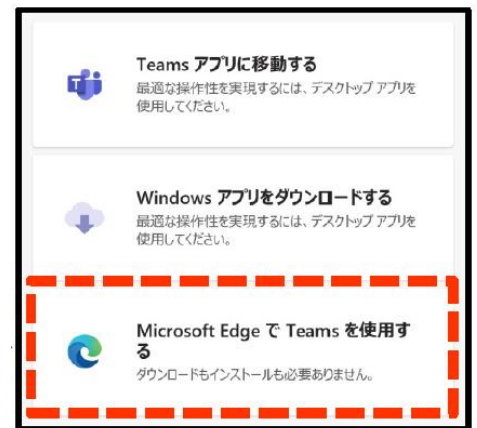 Teams アプリに移動する
最適な操作性を実現するには、デスクトップ アプリを
使用してください。
Windows アプリをダウンロードする
最適な操作性を実現するには、デスクトップ アプリを
使用してください。
Microsoft Edge で Teams を使用す
る
ダウンロードもインストールも必要ありません。